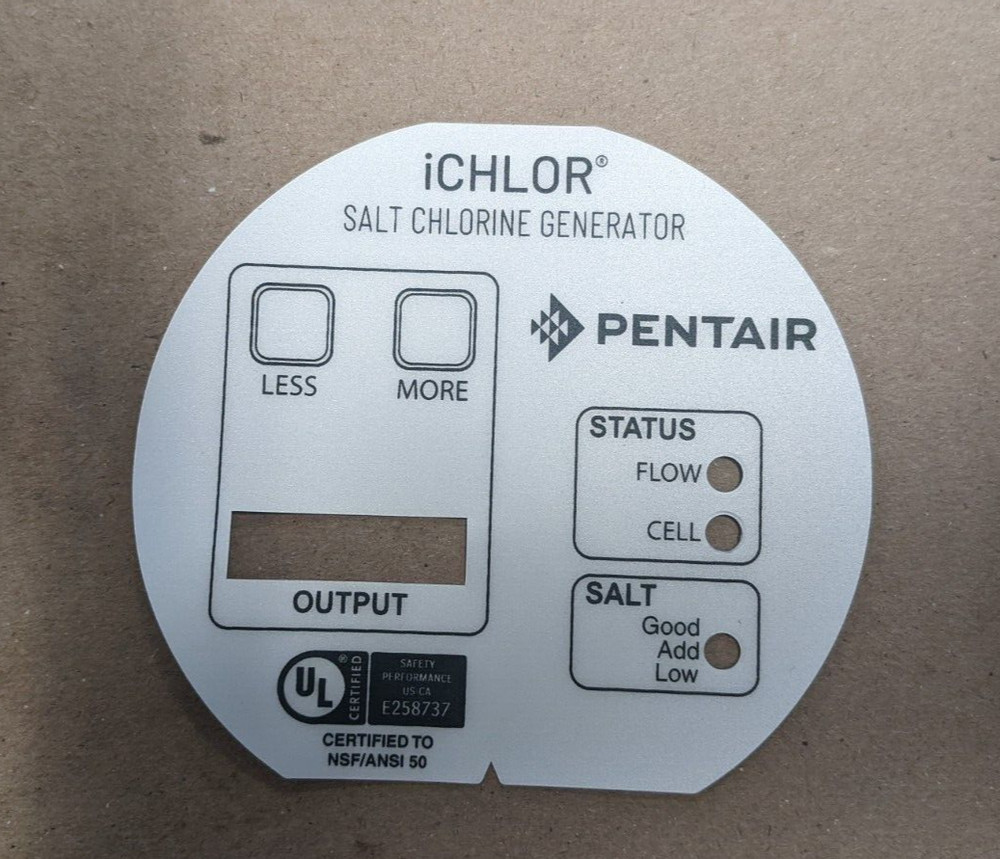 iCHLOR®
SALT CHLORINE GENERATOR
LESS
MORE
OUTPUT
PENTAIR
STATUS
FLOW
CELL
SALT
Good
Add
Low
UL
®
CERTIFIED
SAFETY
PERFORMANCE
US-CA
E258737
CERTIFIED TO
NSF/ANSI 50